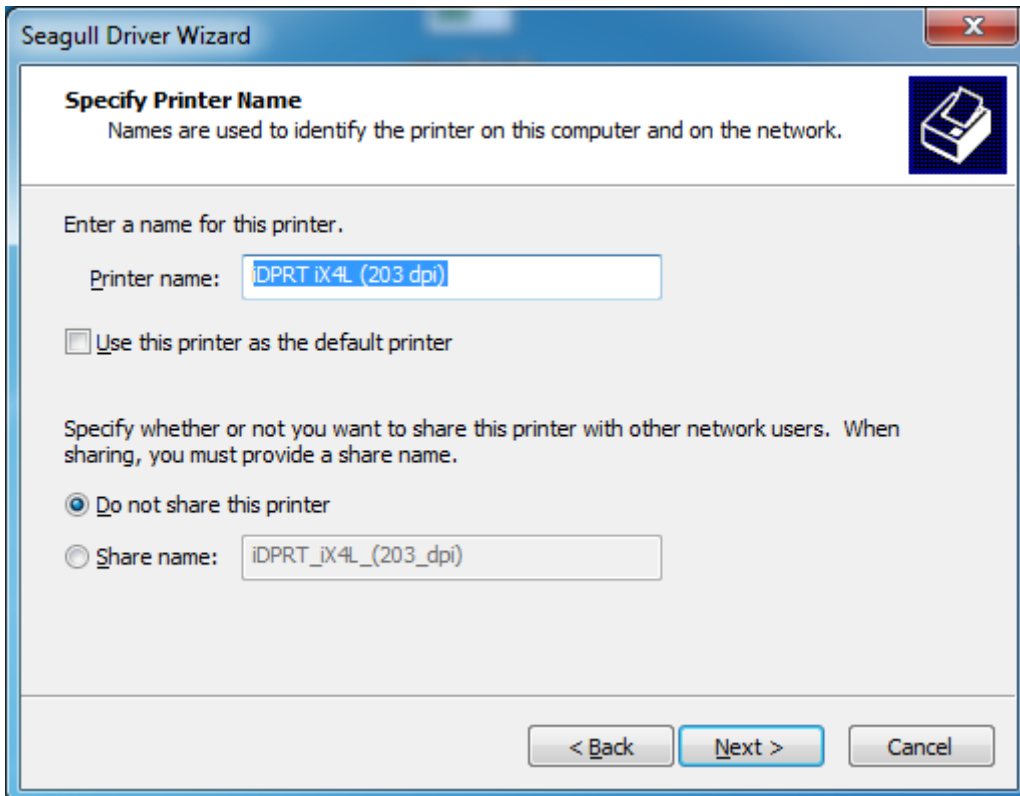 Seagull Driver Wizard
Specify Printer Name
Names are used to identify the printer on this computer and on the network.
Enter a name for this printer.
Printer name: iDPRT iX4L (203 dpi)
Use this printer as the default printer
Specify whether or not you want to share this printer with other network users.  When
sharing, you must provide a share name.
Do not share this printer
Share name: iDPRT_iX4L_(203_dpi)
< Back Next > Cancel